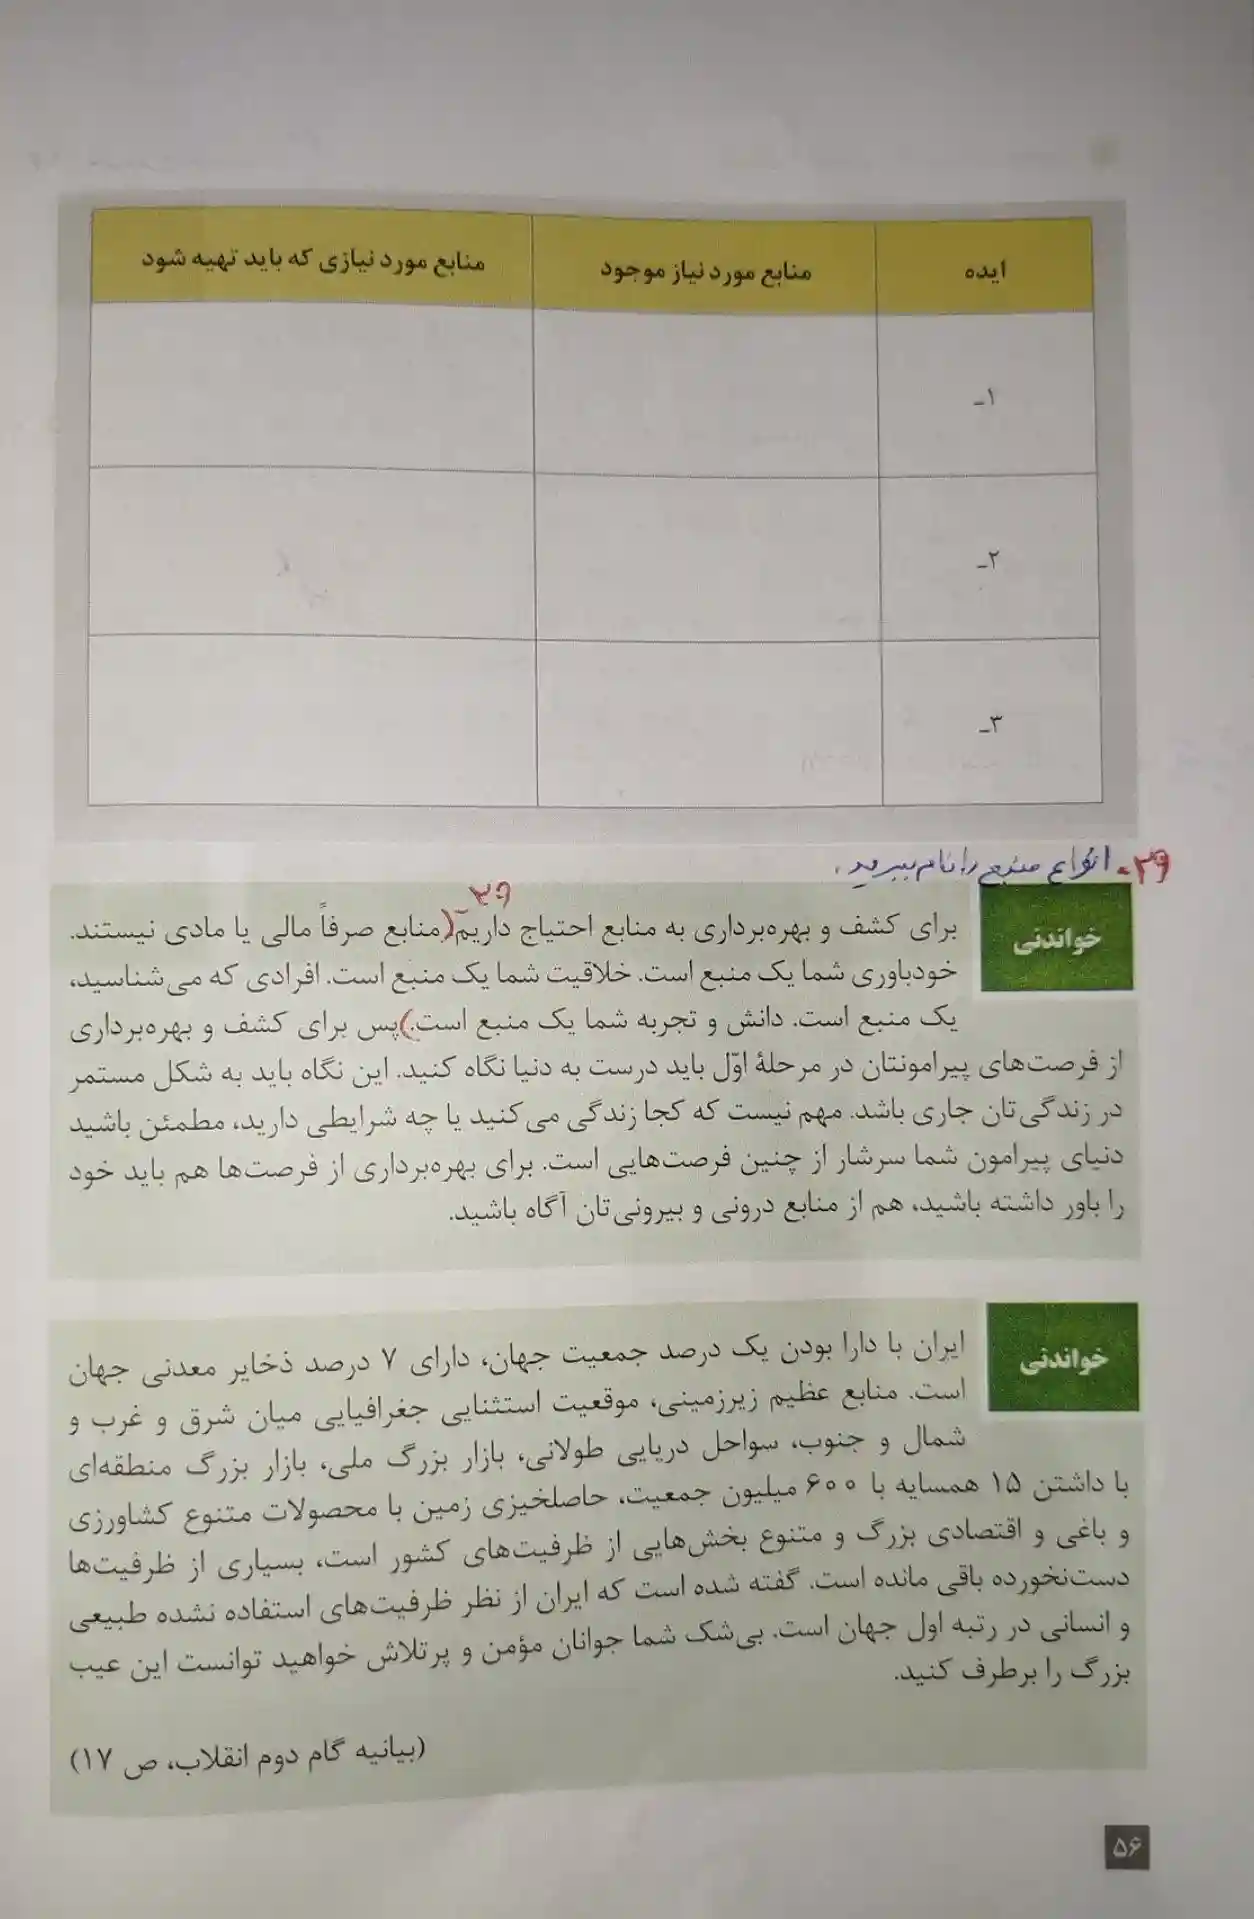 ایده	منابع مورد نیاز موجود	منابع مورد نیازی که باید تهیه شود
۱ـ
۲ـ
۳ـ
۲۹- انواع منبع را نام ببرید.
خواندنی
۲۹-
برای کشف و بهره‌برداری به منابع احتیاج داریم. (منابع صرفاً مالی یا مادی نیستند.
خودباوری شما یک منبع است. خلاقیت شما یک منبع است. افرادی که می‌شناسید،
یک منبع است. دانش و تجربه شما یک منبع است.) پس برای کشف و بهره‌برداری
از فرصت‌های پیرامونتان در مرحلهٔ اوّل باید درست به دنیا نگاه کنید. این نگاه باید به شکل مستمر
در زندگی‌تان جاری باشد. مهم نیست که کجا زندگی می‌کنید یا چه شرایطی دارید، مطمئن باشید
دنیای پیرامون شما سرشار از چنین فرصت‌هایی است. برای بهره‌برداری از فرصت‌ها هم باید خود
را باور داشته باشید، هم از منابع درونی و بیرونی‌تان آگاه باشید.
خواندنی
ایران با دارا بودن یک درصد جمعیت جهان، دارای ۷ درصد ذخایر معدنی جهان
است. منابع عظیم زیرزمینی، موقعیت استثنایی جغرافیایی میان شرق و غرب و
شمال و جنوب، سواحل دریایی طولانی، بازار بزرگ ملی، بازار بزرگ منطقه‌ای
با داشتن ۱۵ همسایه با ۶۰۰ میلیون جمعیت، حاصلخیزی زمین با محصولات متنوع کشاورزی
و باغی و اقتصادی بزرگ و متنوع بخش‌هایی از ظرفیت‌های کشور است، بسیاری از ظرفیت‌ها
دست‌نخورده باقی مانده است. گفته شده است که ایران از نظر ظرفیت‌های استفاده نشده طبیعی
و انسانی در رتبه اول جهان است. بی‌شک شما جوانان مؤمن و پرتلاش خواهید توانست این عیب
بزرگ را برطرف کنید.
(بیانیه گام دوم انقلاب، ص ۱۷)
۵۶